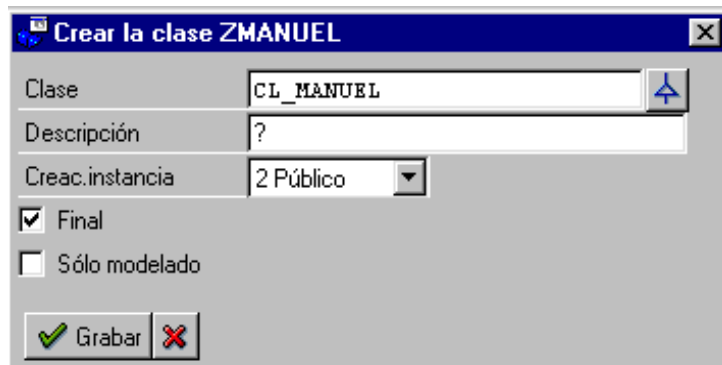 Crear la clase ZMANUEL
Clase CL_MANUEL
Descripción ?
Creac.instancia 2 Público
Final
Sólo modelado
Grabar